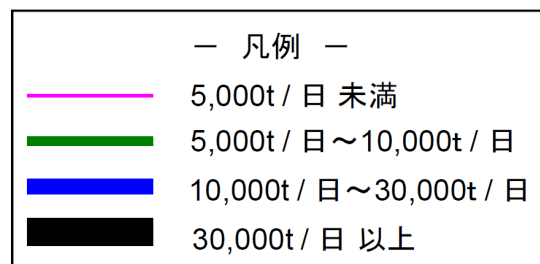 − 凡例 −
5,000t / 日 未満
5,000t / 日〜10,000t / 日
10,000t / 日〜30,000t / 日
30,000t / 日 以上